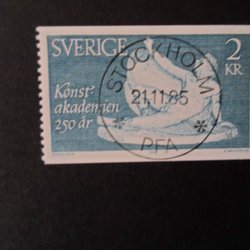 SVERIGE 2
KR
Konst-
akademien
250 år
STOCKHOLM
21.11.85
PFA